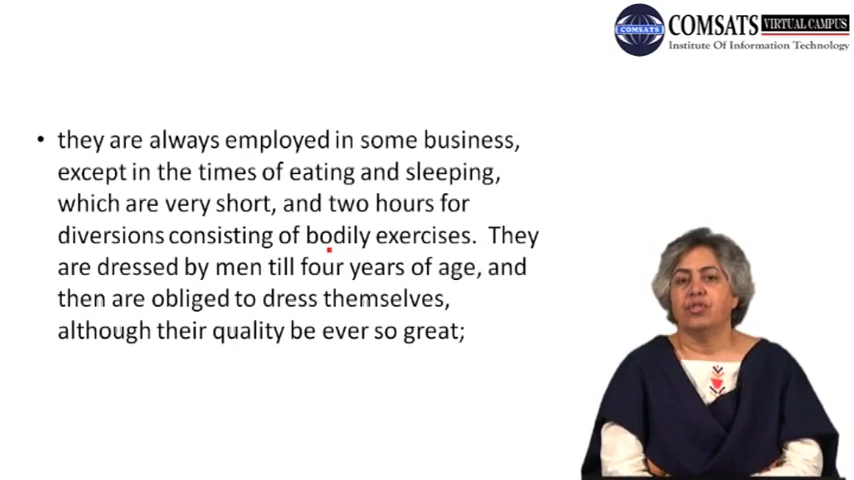 COMSATS VIRTUAL CAMPUS
COMSATS
Institute Of Information Technology
• they are always employed in some business,
except in the times of eating and sleeping,
which are very short, and two hours for
diversions consisting of bodily exercises.  They
are dressed by men till four years of age, and
then are obliged to dress themselves,
although their quality be ever so great;